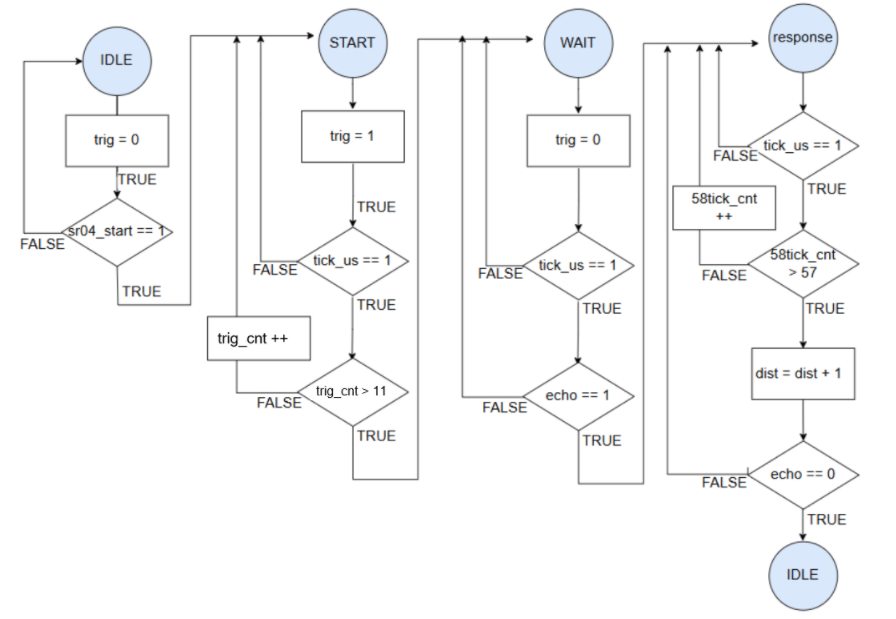 IDLE
trig = 0
TRUE
sr04_start == 1
FALSE
TRUE
START
trig = 1
TRUE
tick_us == 1
FALSE
TRUE
trig_cnt ++
trig_cnt > 11
FALSE
TRUE
WAIT
trig = 0
tick_us == 1
FALSE
TRUE
echo == 1
FALSE
TRUE
response
tick_us == 1
FALSE
TRUE
58tick_cnt
++
58tick_cnt
> 57
FALSE
TRUE
dist = dist + 1
echo == 0
FALSE
TRUE
IDLE